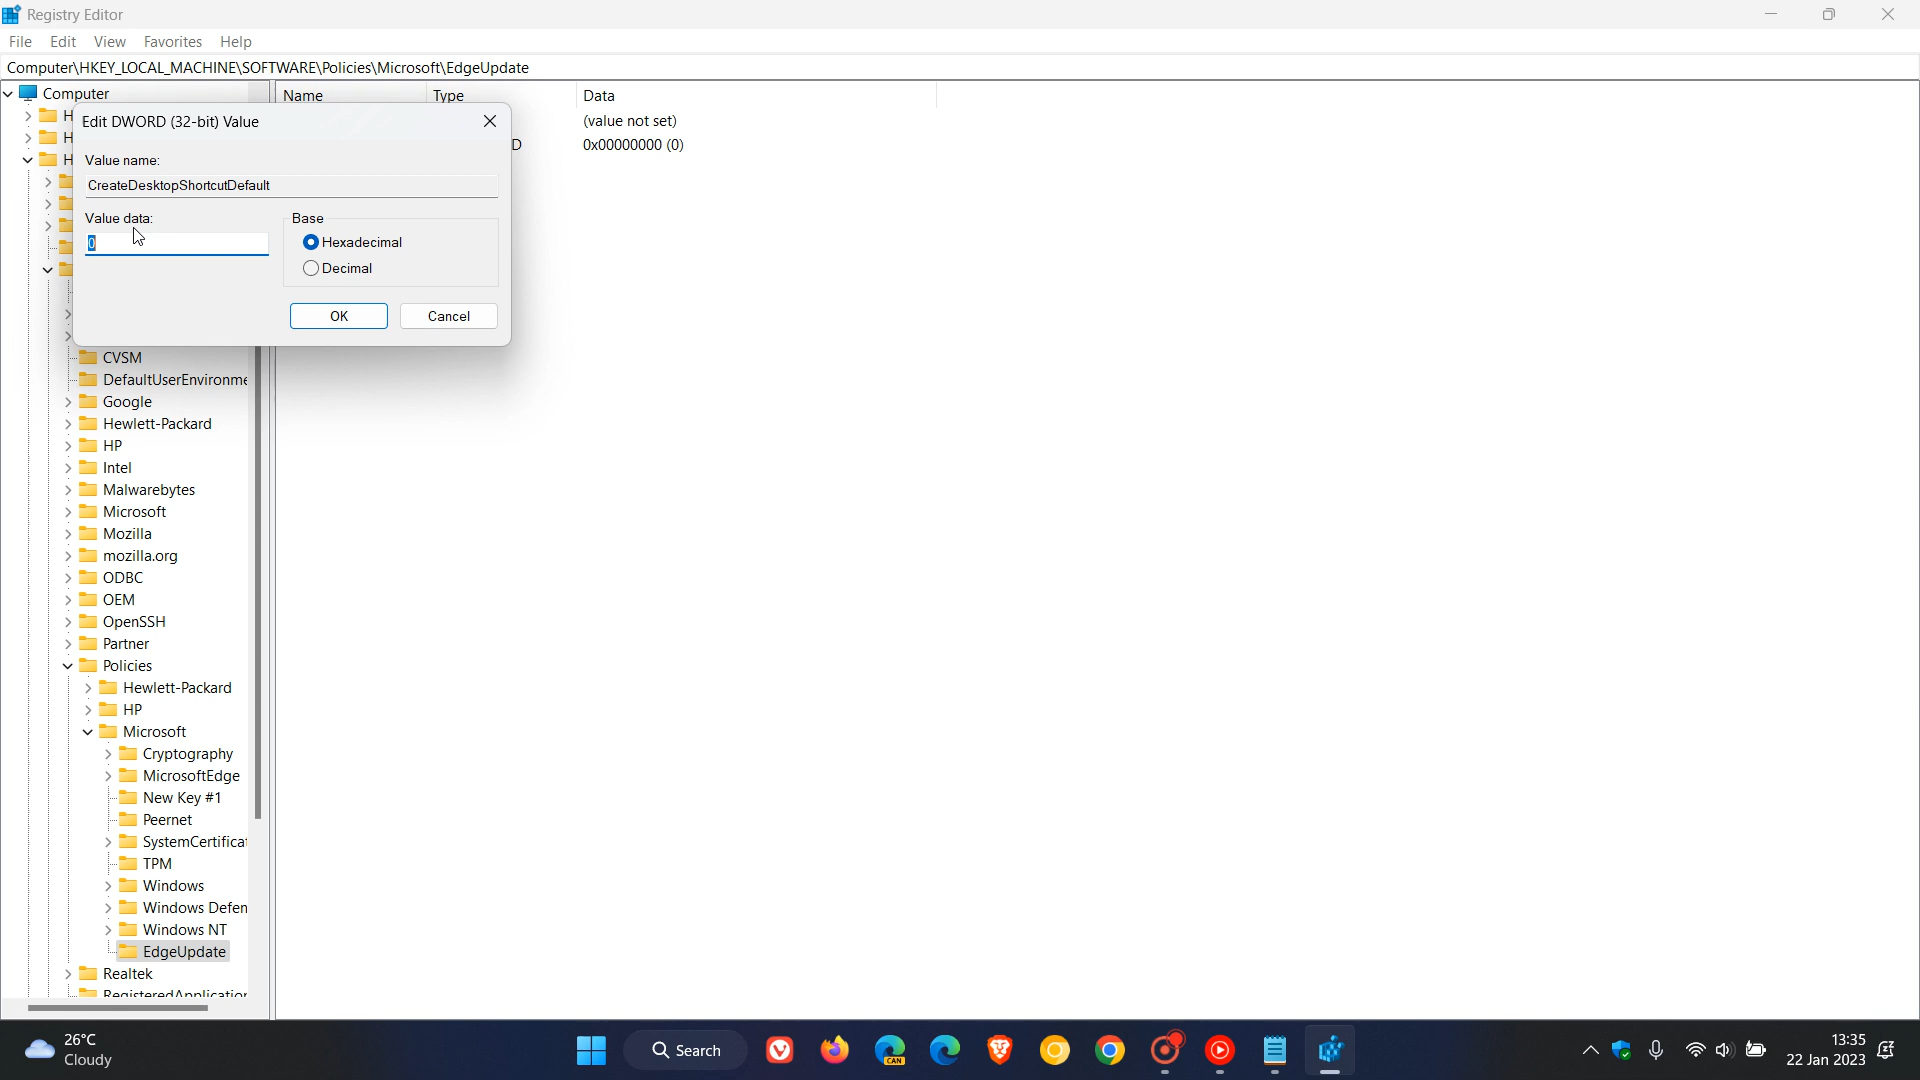 Registry Editor
File Edit View Favorites Help
Computer\HKEY_LOCAL_MACHINE\SOFTWARE\Policies\Microsoft\EdgeUpdate
Computer
Name Type Data
(value not set)
D 0x00000000 (0)
H
H
H
Edit DWORD (32-bit) Value
Value name:
CreateDesktopShortcutDefault
Value data:
0
Base
Hexadecimal
Decimal
OK Cancel
CVSM
DefaultUserEnvironme
Google
Hewlett-Packard
HP
Intel
Malwarebytes
Microsoft
Mozilla
mozilla.org
ODBC
OEM
OpenSSH
Partner
Policies
Hewlett-Packard
HP
Microsoft
Cryptography
MicrosoftEdge
New Key #1
Peernet
SystemCertificat
TPM
Windows
Windows Defen
Windows NT
EdgeUpdate
Realtek
RegisteredApplication
26°C
Cloudy
Search
CAN
13:35
22 Jan 2023